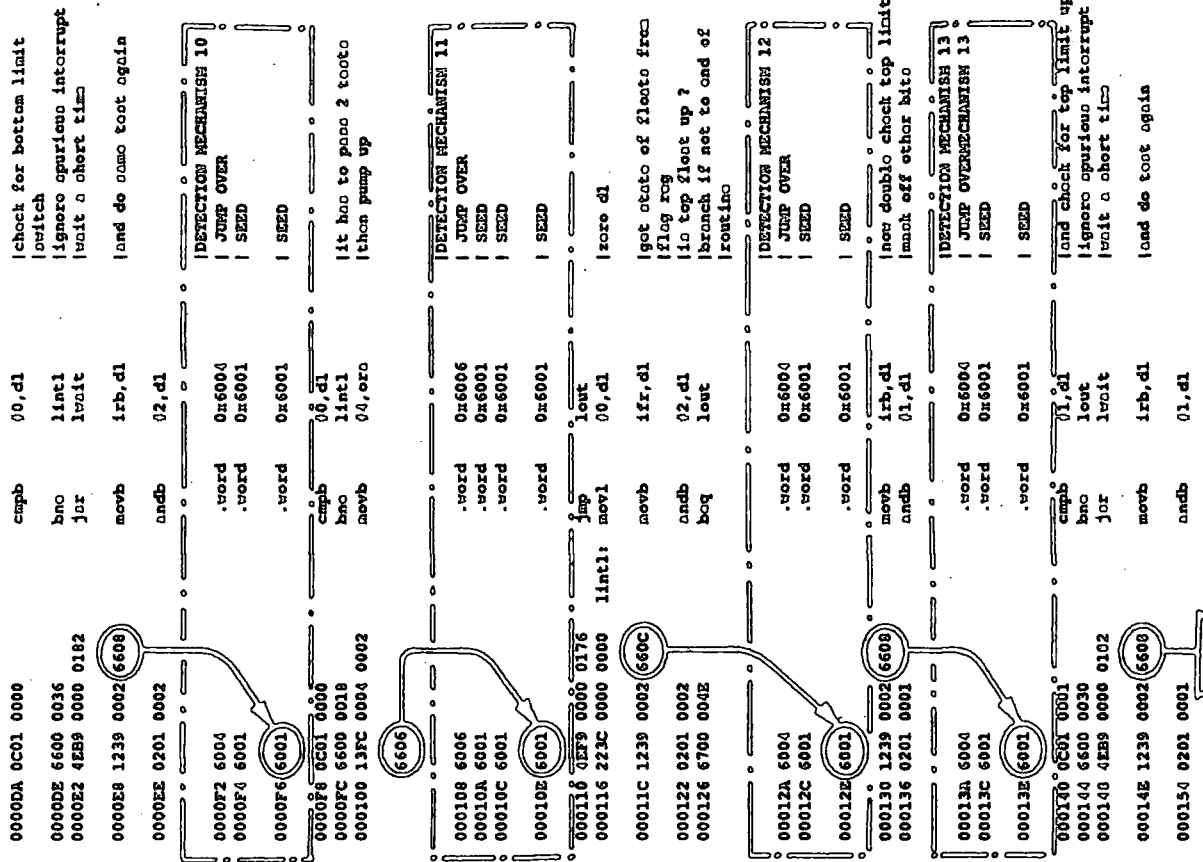 0000DA 0C01 0000 cmpb 00,d1 |check for bottom limit
|switch
0000DE 6600 0036 bne lint1 |ignore spurious interrupt
0000E2 4EB9 0000 0182 jsr lwait |wait a short time
0000E8 1239 0002 6608 movb irb,d1 |and do same test again
0000EE 0201 0002 andb 02,d1
|DETECTION MECHANISM 10
0000F2 6004 .word 0x6004 | JUMP OVER
0000F4 6001 .word 0x6001 | SEED
0000F6 6001 .word 0x6001 | SEED
0000F8 0C01 0000 cmpb 00,d1
0000FC 6600 0018 bne lint1 |it has to pass 2 tests
000100 13FC 0004 0002 movb 04,ora |then pump up
6606
|DETECTION MECHANISM 11
000108 6006 .word 0x6006 | JUMP OVER
00010A 6001 .word 0x6001 | SEED
00010C 6001 .word 0x6001 | SEED
00010E 6001 .word 0x6001 | SEED
000110 4EF9 0000 0176 jmp lout
000116 223C 0000 0000 lint1: movl 00,d1 |zero d1
00011C 1239 0002 660C movb ifr,d1 |get state of floats from
|flag reg
000122 0201 0002 andb 02,d1 |is top float up ?
000126 6700 004E beq lout |branch if not to end of
|routine
|DETECTION MECHANISM 12
00012A 6004 .word 0x6004 | JUMP OVER
00012C 6001 .word 0x6001 | SEED
00012E 6001 .word 0x6001 | SEED
000130 1239 0002 6608 movb irb,d1 |now double check top limit
000136 0201 0001 andb 01,d1 |mask off other bits
|DETECTION MECHANISM 13
00013A 6004 .word 0x6004 | JUMP OVERMECHANISM 13
00013C 6001 .word 0x6001 | SEED
00013E 6001 .word 0x6001 | SEED
000140 0C01 0001 cmpb 01,d1 |and check for top limit up
000144 6600 0030 bne lout |ignore spurious interrupt
000148 4EB9 0000 0102 jsr lwait |wait a short time
00014E 1239 0002 6608 movb irb,d1 |and do test again
000154 0201 0001 andb 01,d1